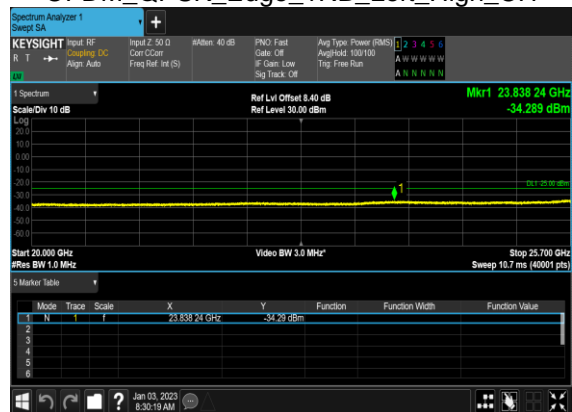 Spectrum Analyzer 1
Swept SA
+
KEYSIGHT
R T
LW
Input: RF
Coupling: DC
Align: Auto
Input Z: 50 Ω
Corr CCorr
Freq Ref: Int (S)
#Atten: 40 dB
PNO: Fast
Gate: Off
IF Gain: Low
Sig Track: Off
Avg Type: Power (RMS)
Avg|Hold: 100/100
Trig: Free Run
1 2 3 4 5 6
A W W W W W
A N N N N N
1 Spectrum
Scale/Div 10 dB
Ref Lvl Offset 8.40 dB
Ref Level 30.00 dBm
Mkr1 23.838 24 GHz
-34.289 dBm
Log
20.0
10.0
0.00
-10.0
-20.0
-30.0
-40.0
-50.0
-60.0
1
DL1 -25.00 dBm
Start 20.000 GHz
#Res BW 1.0 MHz
Video BW 3.0 MHz*
Stop 25.700 GHz
Sweep 10.7 ms (40001 pts)
5 Marker Table
Mode Trace Scale X Y Function Function Width Function Value
1 N 1 f 23.838 24 GHz -34.29 dBm
2
3
4
5
6
? Jan 03, 2023
8:30:19 AM